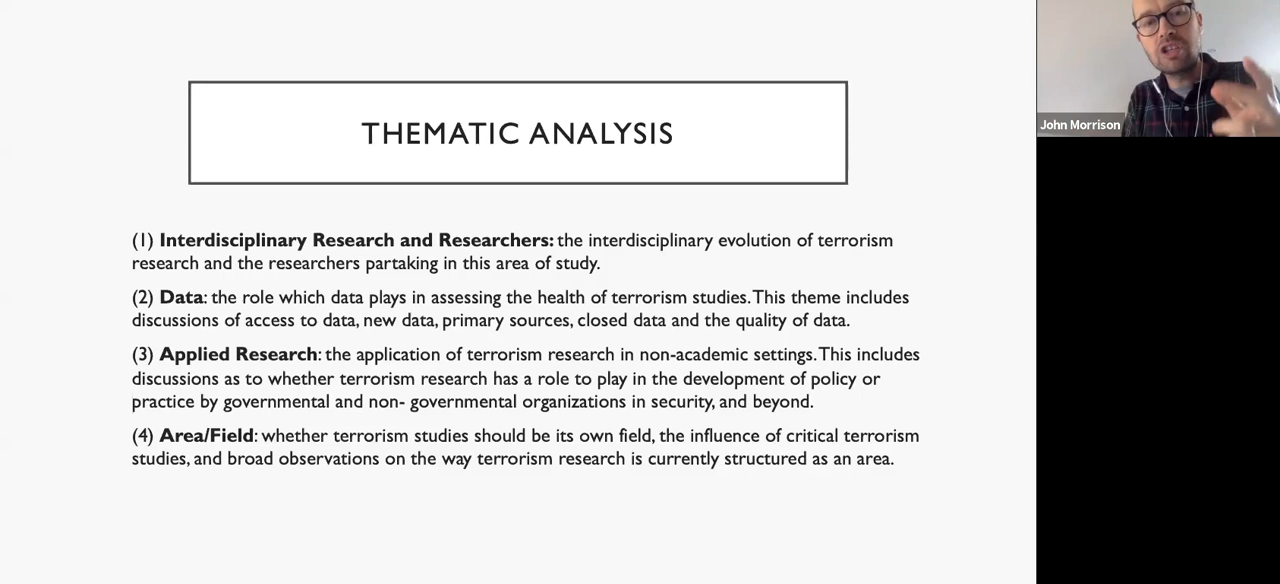 THEMATIC ANALYSIS
John Morrison
(1) Interdisciplinary Research and Researchers: the interdisciplinary evolution of terrorism
research and the researchers partaking in this area of study.
(2) Data: the role which data plays in assessing the health of terrorism studies. This theme includes
discussions of access to data, new data, primary sources, closed data and the quality of data.
(3) Applied Research: the application of terrorism research in non-academic settings. This includes
discussions as to whether terrorism research has a role to play in the development of policy or
practice by governmental and non- governmental organizations in security, and beyond.
(4) Area/Field: whether terrorism studies should be its own field, the influence of critical terrorism
studies, and broad observations on the way terrorism research is currently structured as an area.